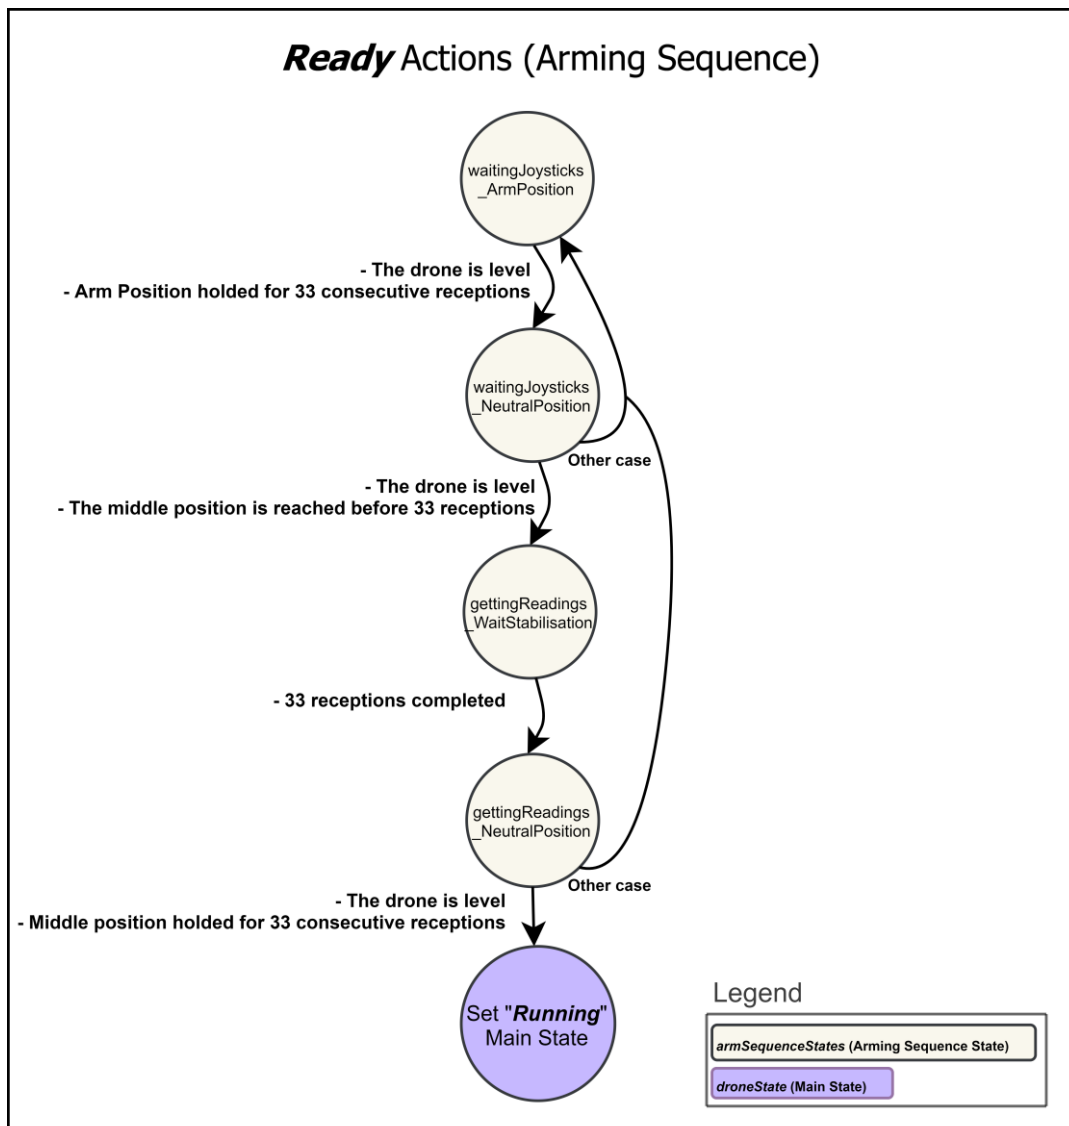 Ready Actions (Arming Sequence)
waitingJoysticks
_ArmPosition
- The drone is level
- Arm Position holded for 33 consecutive receptions
waitingJoysticks
_NeutralPosition
Other case
- The drone is level
- The middle position is reached before 33 receptions
gettingReadings
_WaitStabilisation
- 33 receptions completed
gettingReadings
_NeutralPosition
Other case
- The drone is level
- Middle position holded for 33 consecutive receptions
Set "Running"
Main State
Legend
armSequenceStates (Arming Sequence State)
droneState (Main State)